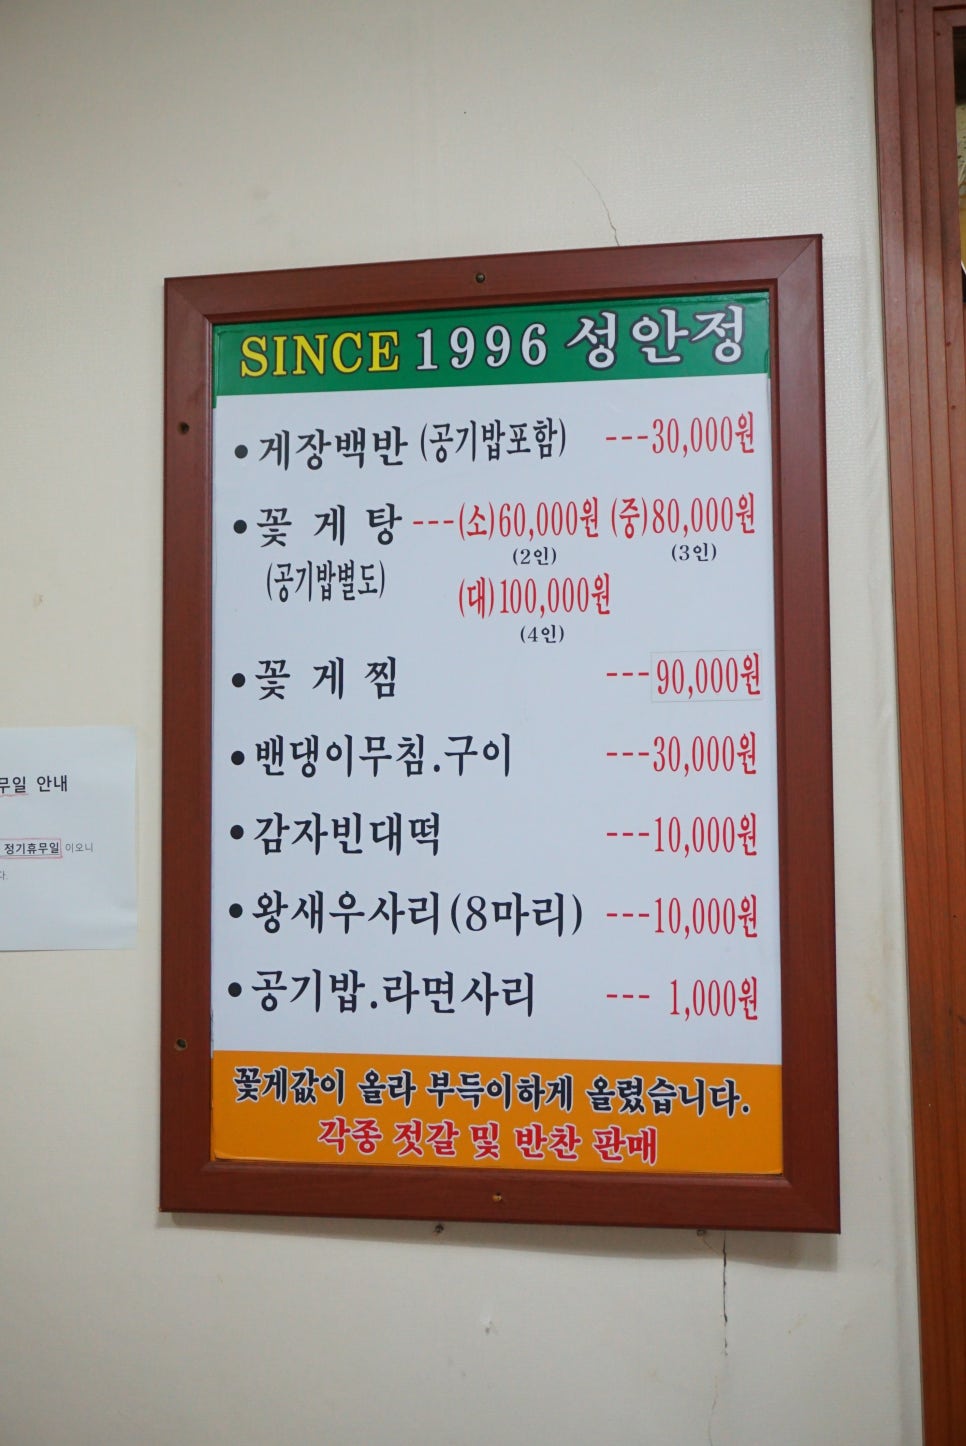 SINCE 1996 성안정
• 게장백반 (공기밥포함) ---30,000원
• 꽃 게 탕 ---(소)60,000원 (중)80,000원
(2인) (3인)
(공기밥별도) (대)100,000원
(4인)
• 꽃 게 찜 ---90,000원
• 밴댕이무침.구이 ---30,000원
• 감자빈대떡 ---10,000원
• 왕새우사리(8마리) ---10,000원
• 공기밥.라면사리 --- 1,000원
꽃게값이 올라 부득이하게 올렸습니다.
각종 젓갈 및 반찬 판매
무일 안내
정기휴무일 이오니
다.